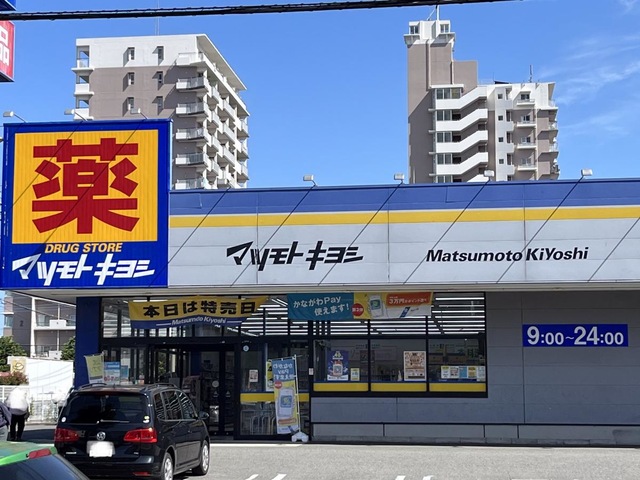 薬
DRUG STORE
マツモトキヨシ
マツモトキヨシ
Matsumoto KiYoshi
本日は特売日
Matsumoto KiYoshi
かながわPay
使えます!
9:00~24:00